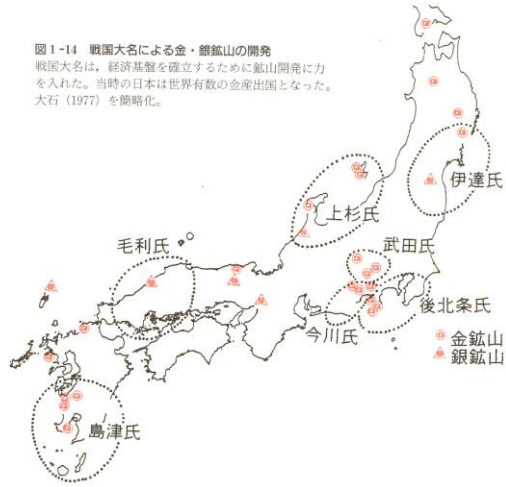 図1-14 戦国大名による金・銀鉱山の開発
戦国大名は，経済基盤を確立するために鉱山開発に力
を入れた。当時の日本は世界有数の金産出国となった。
大石（1977）を簡略化。
伊達氏
上杉氏
毛利氏
武田氏
後北条氏
今川氏
金鉱山
銀鉱山
島津氏